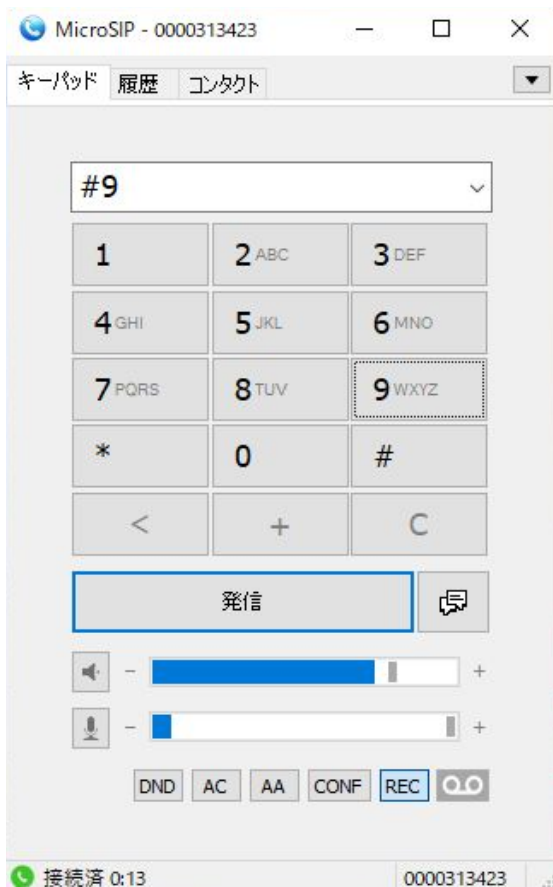 MicroSIP - 0000313423
キーパッド 履歴 コンタクト
#9
1 2 ABC 3 DEF
4 GHI 5 JKL 6 MNO
7 PQRS 8 TUV 9 WXYZ
* 0 #
< + C
発信
- +
- +
DND AC AA CONF REC
接続済 0:13 0000313423